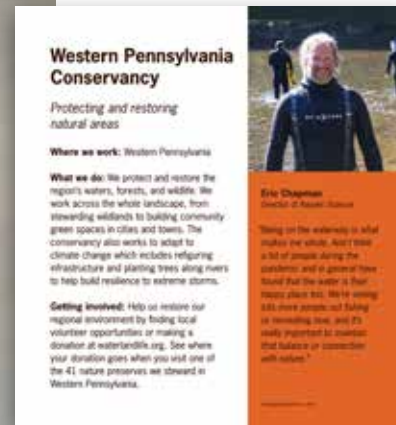 Western Pennsylvania
Conservancy
Protecting and restoring
natural areas
Where we work: Western Pennsylvania
What we do: We protect and restore the
region's waters, forests, and wildlife. We
work across the whole landscape, from
stewarding wildlands to building community
green spaces in cities and towns. The
conservancy also works to adapt to
climate change which includes refiguring
infrastructure and planting trees along rivers
to help build resilience to extreme storms.
Getting involved: Help us restore our
regional environment by finding local
volunteer opportunities or making a
donation at waterlandlife.org. See where
your donation goes when you visit one of
the 41 nature preserves we steward in
Western Pennsylvania.
Eric Chapman
Director of Science
"Being on the waterway is what
makes me whole. And I think
a lot of people during the
pandemic and in general have
found that the water is their
happy place too. We're seeing
lots more people out fishing
or recreating now, and it's
really important to maintain
that balance or connection
with nature."